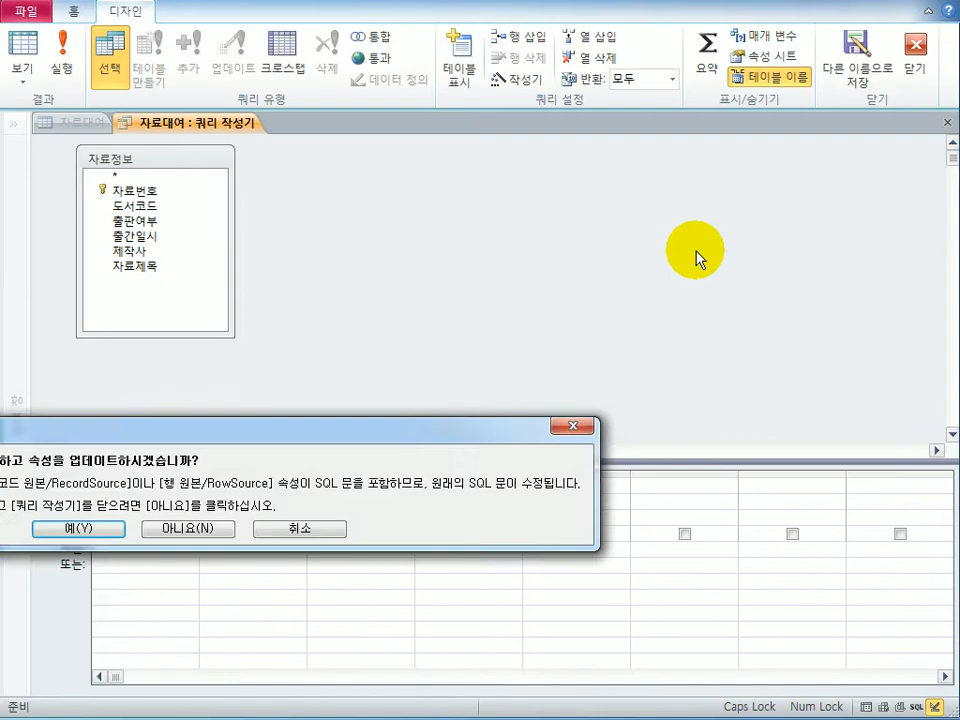 파일 홈 디자인
보기 실행 선택 테이블 만들기 추가 업데이트 크로스탭 삭제 통합 통과 데이터 정의 테이블 표시 행 삽입 행 삭제 작성기 열 삽입 열 삭제 반환: 모두 요약 매개 변수 속성 시트 테이블 이름 다른 이름으로 저장 닫기
결과 쿼리 유형 쿼리 설정 표시/숨기기 닫기
자료대여 자료대여 : 쿼리 작성기
자료정보
*
자료번호
도서코드
출판여부
출간일시
제작사
자료제목
하고 속성을 업데이트하시겠습니까?
코드 원본/RecordSource]이나 [행 원본/RowSource] 속성이 SQL 문을 포함하므로, 원래의 SQL 문이 수정됩니다.
고 [쿼리 작성기]를 닫으려면 [아니요]를 클릭하십시오.
예(Y) 아니요(N) 취소
또는:
준비 Caps Lock Num Lock SQL